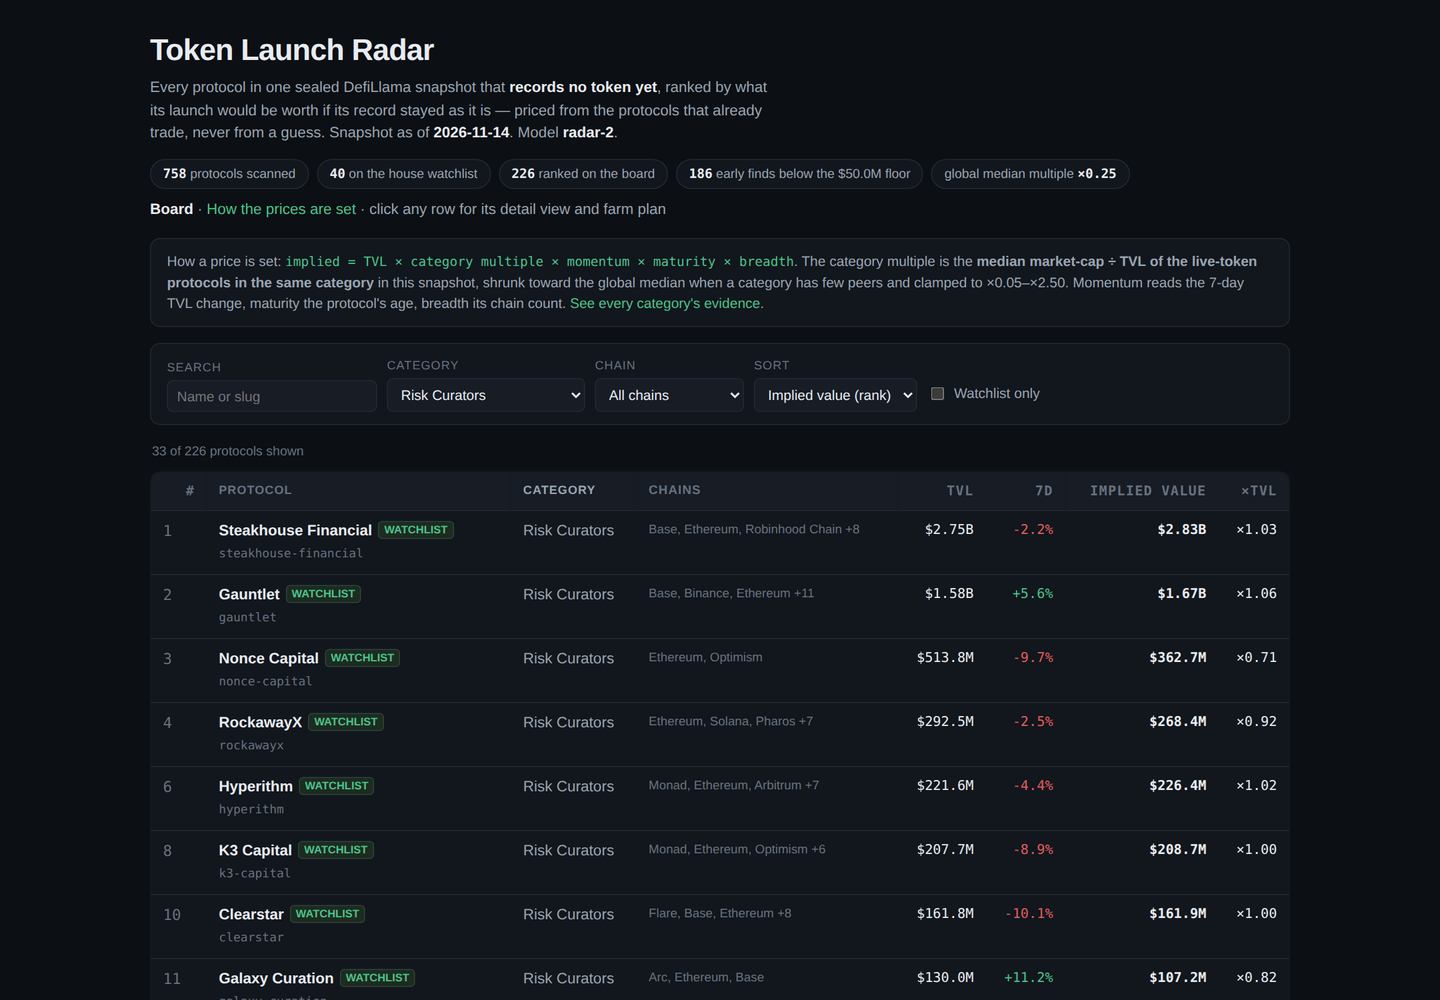 Token Launch Radar
Every protocol in one sealed DefiLlama snapshot that records no token yet, ranked by what
its launch would be worth if its record stayed as it is — priced from the protocols that already
trade, never from a guess. Snapshot as of 2026-11-14. Model radar-2.
758 protocols scanned 40 on the house watchlist 226 ranked on the board 186 early finds below the $50.0M floor global median multiple ×0.25
Board · How the prices are set · click any row for its detail view and farm plan
How a price is set: implied = TVL × category multiple × momentum × maturity × breadth. The category multiple is the median market-cap ÷ TVL of the live-token
protocols in the same category in this snapshot, shrunk toward the global median when a category has few peers and clamped to ×0.05–×2.50. Momentum reads the 7-day
TVL change, maturity the protocol's age, breadth its chain count. See every category's evidence.
SEARCH CATEGORY CHAIN SORT
Name or slug Risk Curators All chains Implied value (rank) Watchlist only
33 of 226 protocols shown
# PROTOCOL CATEGORY CHAINS TVL 7D IMPLIED VALUE ×TVL
1 Steakhouse Financial WATCHLIST Risk Curators Base, Ethereum, Robinhood Chain +8 $2.75B -2.2% $2.83B ×1.03
steakhouse-financial
2 Gauntlet WATCHLIST Risk Curators Base, Binance, Ethereum +11 $1.58B +5.6% $1.67B ×1.06
gauntlet
3 Nonce Capital WATCHLIST Risk Curators Ethereum, Optimism $513.8M -9.7% $362.7M ×0.71
nonce-capital
4 RockawayX WATCHLIST Risk Curators Ethereum, Solana, Pharos +7 $292.5M -2.5% $268.4M ×0.92
rockawayx
6 Hyperithm WATCHLIST Risk Curators Monad, Ethereum, Arbitrum +7 $221.6M -4.4% $226.4M ×1.02
hyperithm
8 K3 Capital WATCHLIST Risk Curators Monad, Ethereum, Optimism +6 $207.7M -8.9% $208.7M ×1.00
k3-capital
10 Clearstar WATCHLIST Risk Curators Flare, Base, Ethereum +8 $161.8M -10.1% $161.9M ×1.00
clearstar
11 Galaxy Curation WATCHLIST Risk Curators Arc, Ethereum, Base $130.0M +11.2% $107.2M ×0.82